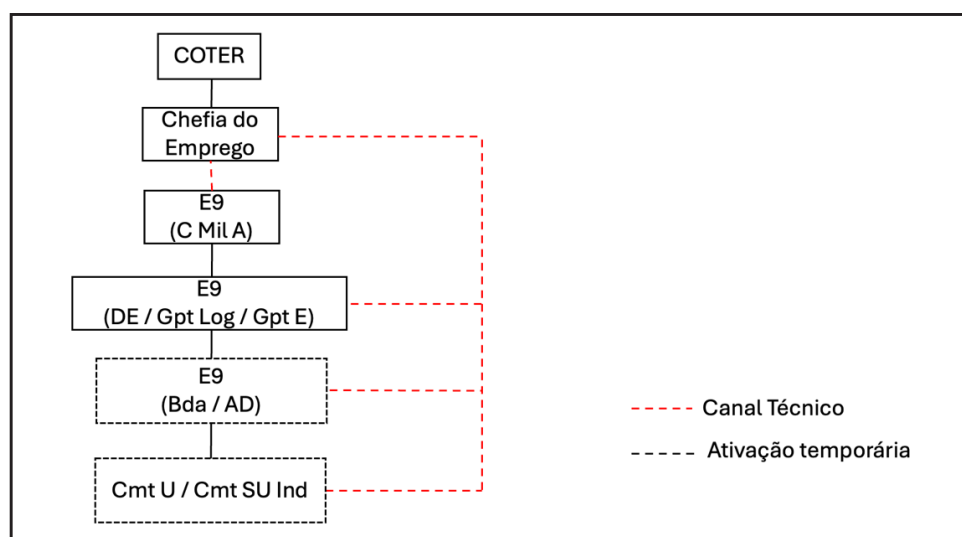 COTER
Chefia do
Emprego
E9
(C Mil A)
E9
(DE / Gpt Log / Gpt E)
E9
(Bda / AD)
Cmt U / Cmt SU Ind
Canal Técnico
Ativação temporária